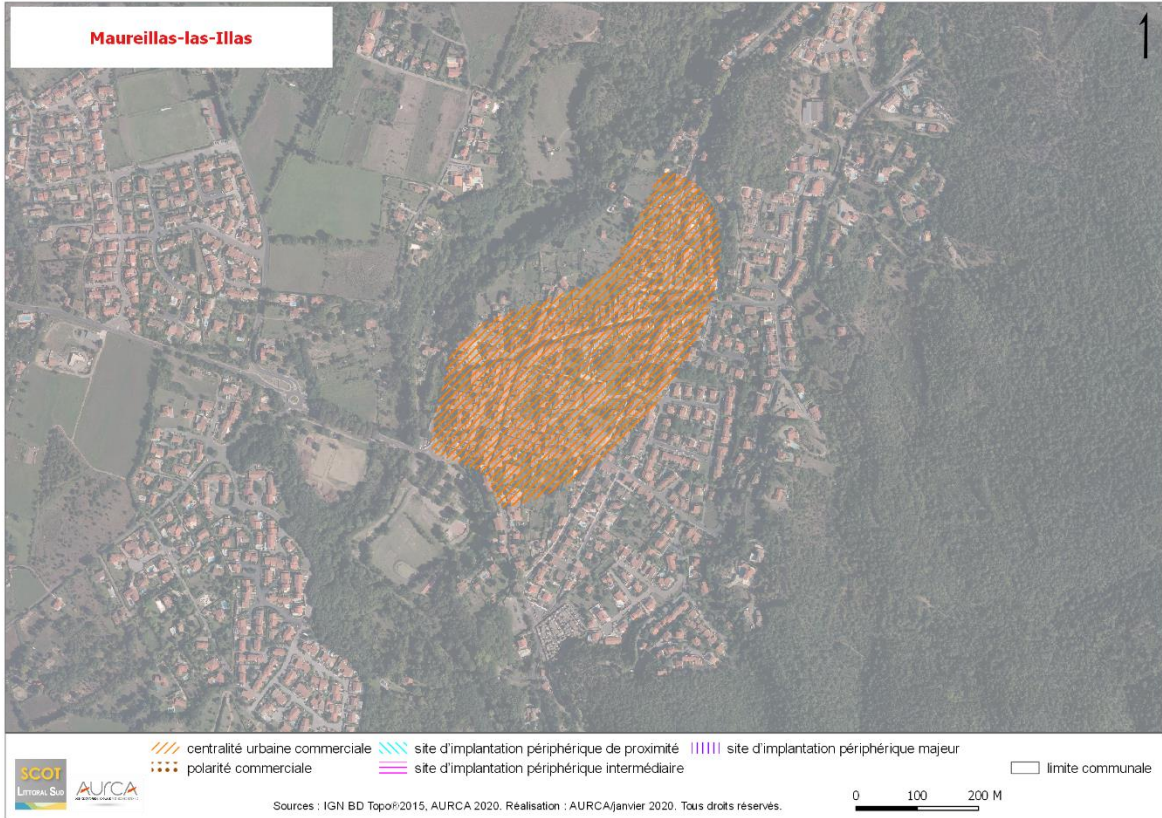 Maureillas-las-Illas
centralité urbaine commerciale
site d'implantation périphérique de proximité
site d'implantation périphérique majeur
polarité commerciale
site d'implantation périphérique intermédiaire
limite communale
SCOT
LITTORAL SUD
AURCA
Sources : IGN BD Topo®2015, AURCA 2020. Réalisation : AURCA/janvier 2020. Tous droits réservés.
0 100 200 M